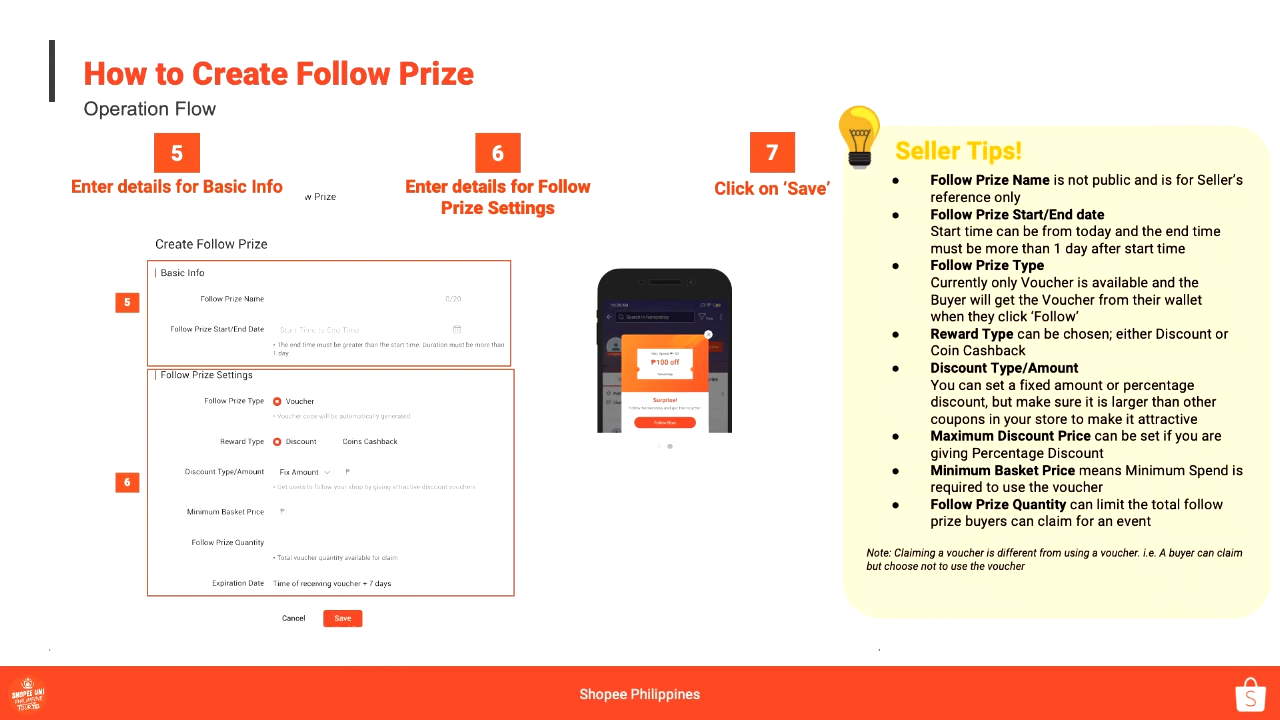 How to Create Follow Prize
Operation Flow
5
Enter details for Basic Info
6
Enter details for Follow
Prize Settings
7
Click on ‘Save’
w Prize
Create Follow Prize
5
Basic Info
Follow Prize Name
0/20
Follow Prize Start/End Date
Start Time to End Time
• The end time must be greater than the start time. Duration must be more than
1 day.
6
Follow Prize Settings
Follow Prize Type
Voucher
• Voucher code will be automatically generated
Reward Type
Discount
Coins Cashback
Discount Type/Amount
Fix Amount
₱
• Get users to follow your shop by giving attractive discount vouchers
Minimum Basket Price
₱
Follow Prize Quantity
• Total voucher quantity available for claim
Expiration Date
Time of receiving voucher + 7 days
Cancel
Save
₱100 off
Surprise!
Follow Now
Seller Tips!
● Follow Prize Name is not public and is for Seller’s
reference only
● Follow Prize Start/End date
Start time can be from today and the end time
must be more than 1 day after start time
● Follow Prize Type
Currently only Voucher is available and the
Buyer will get the Voucher from their wallet
when they click ‘Follow’
● Reward Type can be chosen; either Discount or
Coin Cashback
● Discount Type/Amount
You can set a fixed amount or percentage
discount, but make sure it is larger than other
coupons in your store to make it attractive
● Maximum Discount Price can be set if you are
giving Percentage Discount
● Minimum Basket Price means Minimum Spend is
required to use the voucher
● Follow Prize Quantity can limit the total follow
prize buyers can claim for an event
Note: Claiming a voucher is different from using a voucher. i.e. A buyer can claim
but choose not to use the voucher
SHOPEE UNI
PHILIPPINES
Shopee Philippines
S